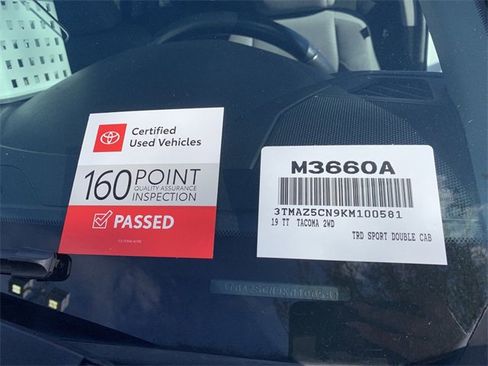 Certified
Used Vehicles
160 POINT
QUALITY ASSURANCE
INSPECTION
PASSED
M3660A
3TMAZ5CN9KM100581
19 TT TACOMA 2WD
TRD SPORT DOUBLE CAB